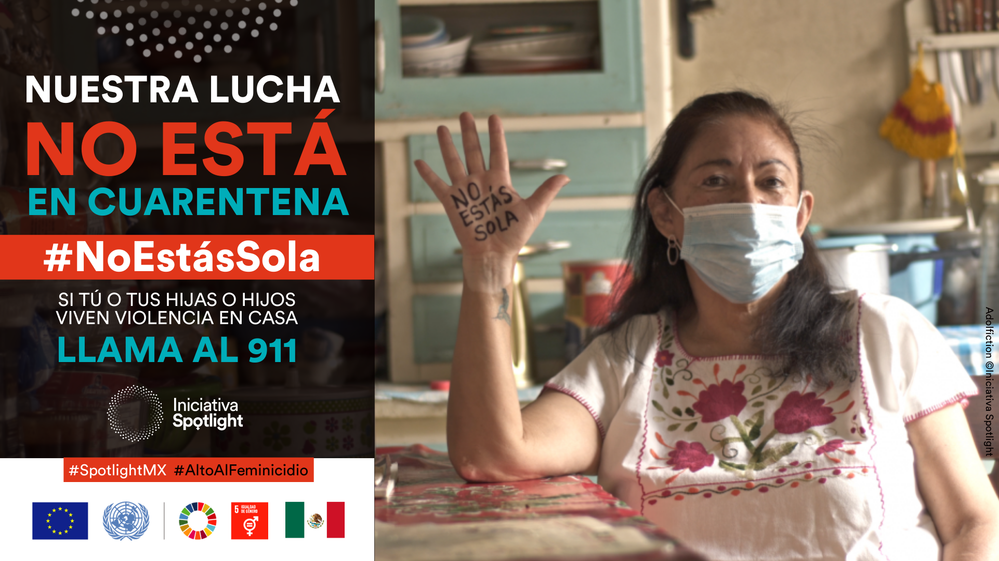 NUESTRA LUCHA
NO ESTÁ
EN CUARENTENA
#NoEstásSola
SI TÚ O TUS HIJAS O HIJOS
VIVEN VIOLENCIA EN CASA
LLAMA AL 911
Iniciativa
Spotlight
#SpotlightMX #AltoAlFeminicidio
5 IGUALDAD
DE GÉNERO
NO
ESTÁS
SOLA
Adolfiction ©Iniciativa Spotlight